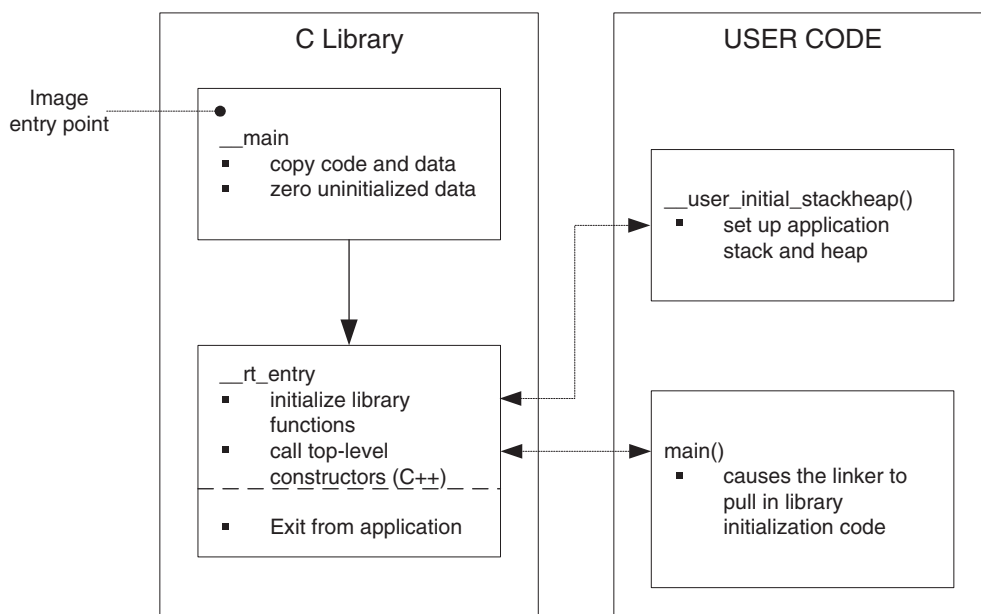 C Library
USER CODE
Image
entry point
__main
▪ copy code and data
▪ zero uninitialized data
__user_initial_stackheap()
▪ set up application
stack and heap
__rt_entry
▪ initialize library
functions
▪ call top-level
constructors (C++)
▪ Exit from application
main()
▪ causes the linker to
pull in library
initialization code